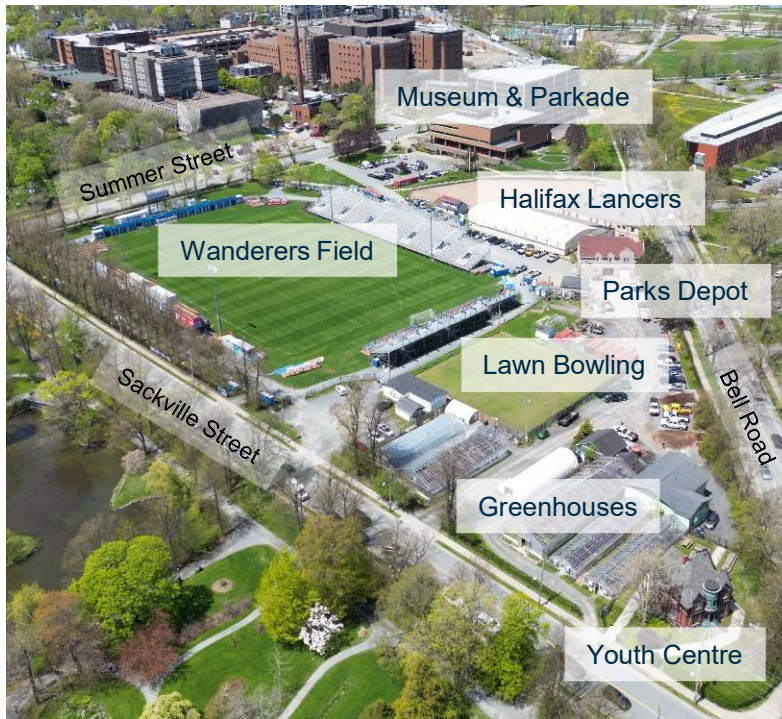 Museum & Parkade
Summer Street
Halifax Lancers
Wanderers Field
Parks Depot
Lawn Bowling
Sackville Street
Bell Road
Greenhouses
Youth Centre